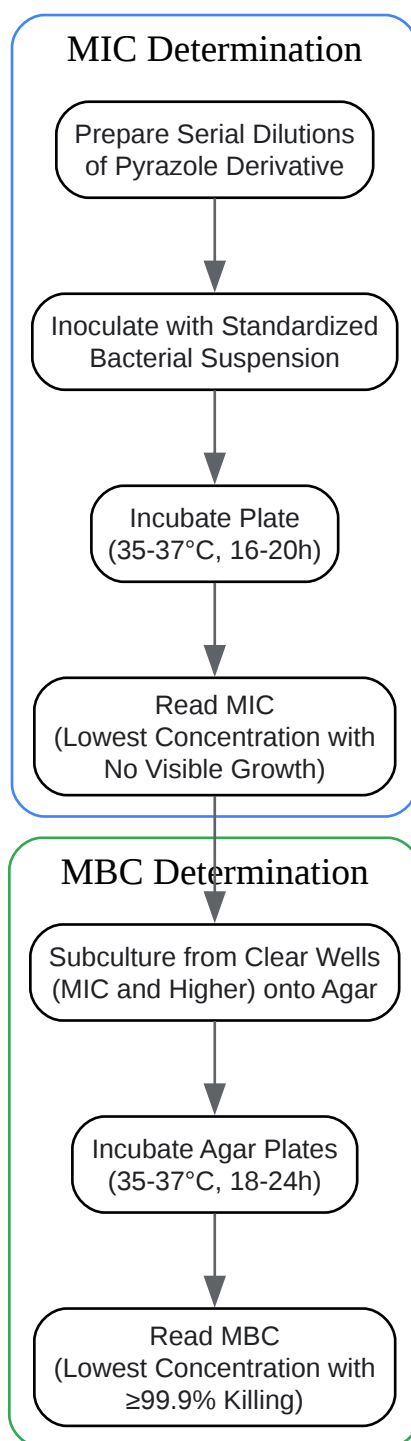 MIC Determination
Prepare Serial Dilutions
of Pyrazole Derivative
Inoculate with Standardized
Bacterial Suspension
Incubate Plate
(35-37°C, 16-20h)
Read MIC
(Lowest Concentration with
No Visible Growth)
MBC Determination
Subculture from Clear Wells
(MIC and Higher) onto Agar
Incubate Agar Plates
(35-37°C, 18-24h)
Read MBC
(Lowest Concentration with
≥99.9% Killing)